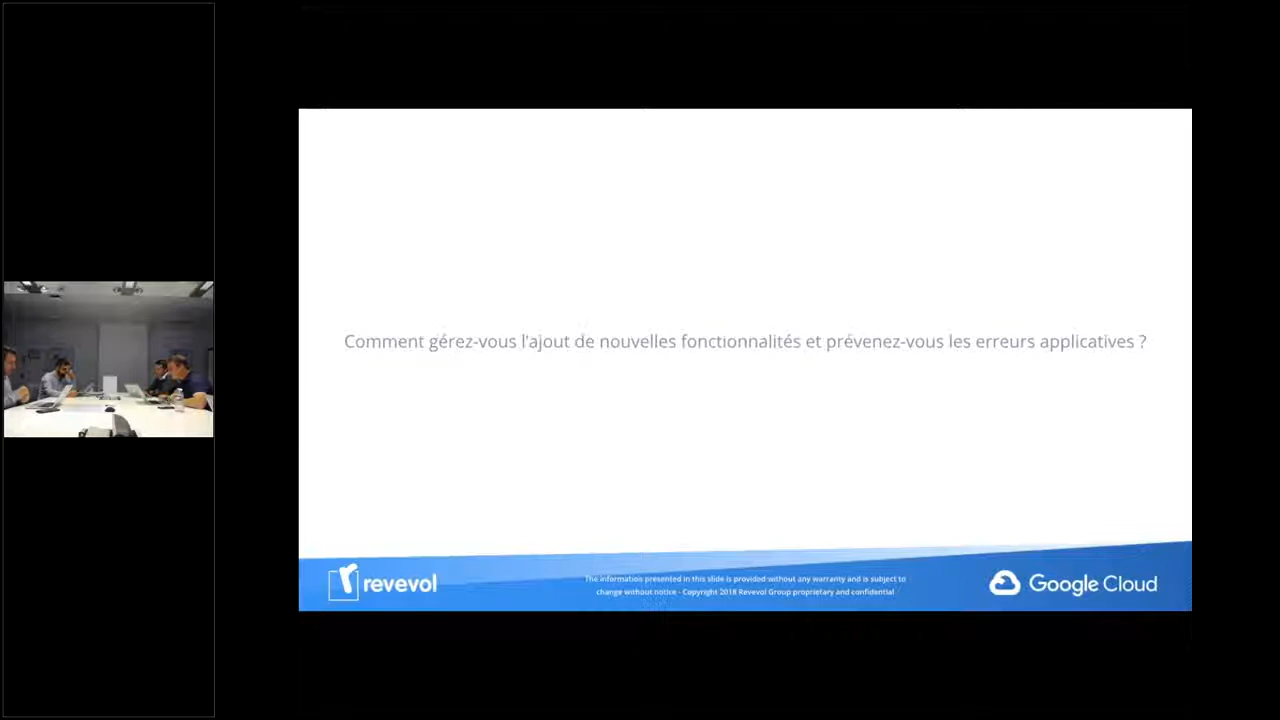 Comment gérez-vous l'ajout de nouvelles fonctionnalités et prévenez-vous les erreurs applicatives ?
revevol
The information presented in this slide is provided without any warranty and is subject to
change without notice - Copyright 2018 Revevol Group proprietary and confidential
Google Cloud